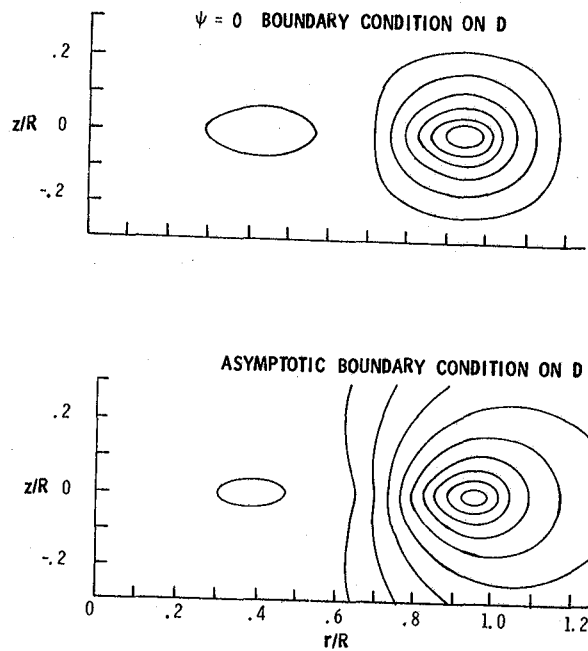 ψ = 0 BOUNDARY CONDITION ON D
.2
z/R 0
-.2
ASYMPTOTIC BOUNDARY CONDITION ON D
.2
z/R 0
-.2
0 .2 .4 .6 .8 1.0 1.2
r/R